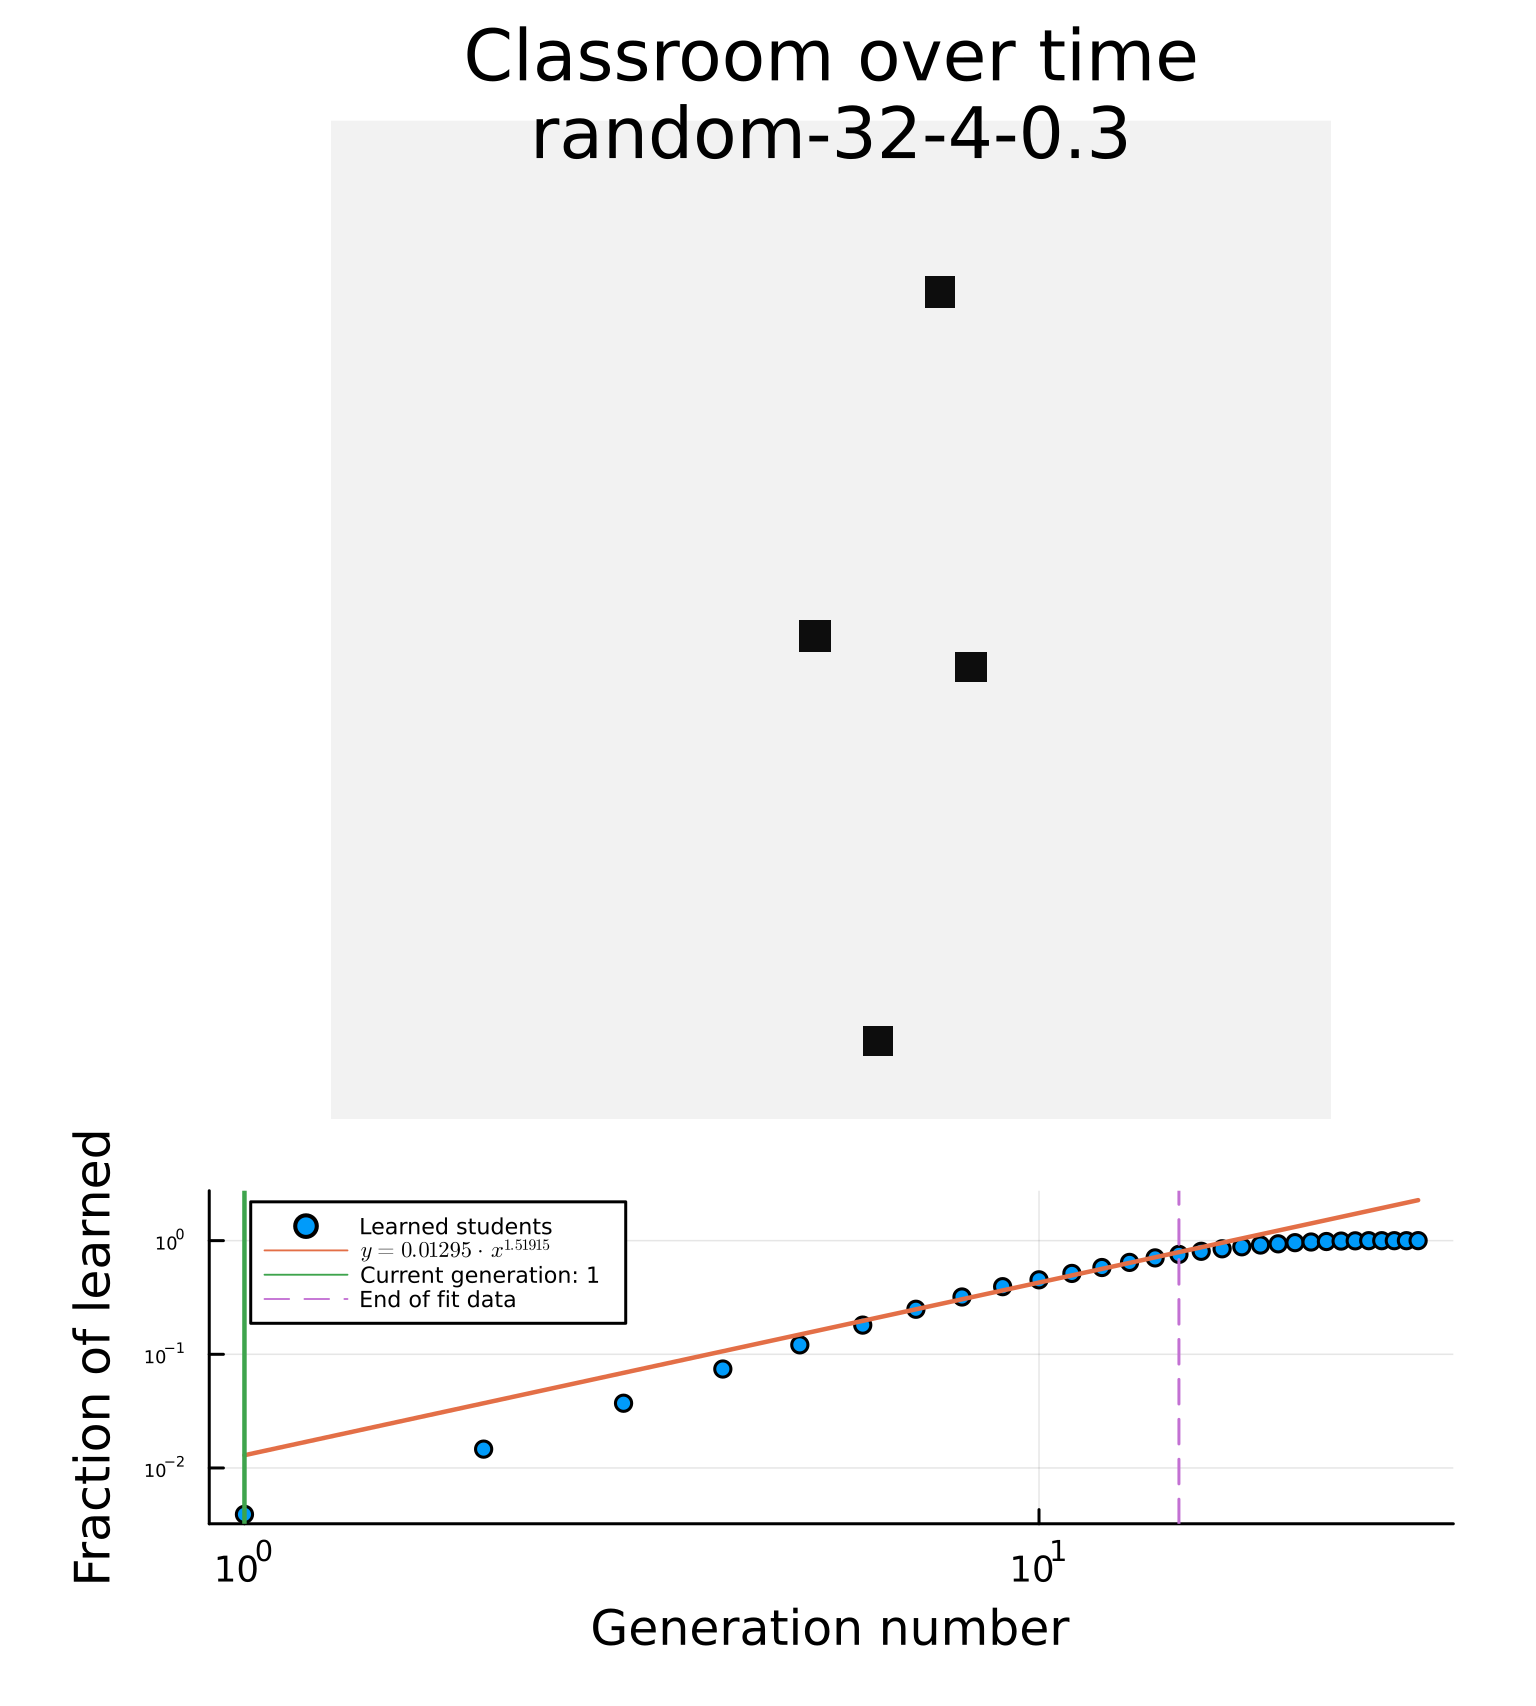 Classroom over time
random-32-4-0.3
Fraction of learned
10⁰
10⁻¹
10⁻²
Learned students
y = 0.01295 · x^1.51915
Current generation: 1
End of fit data
10⁰
10¹
Generation number